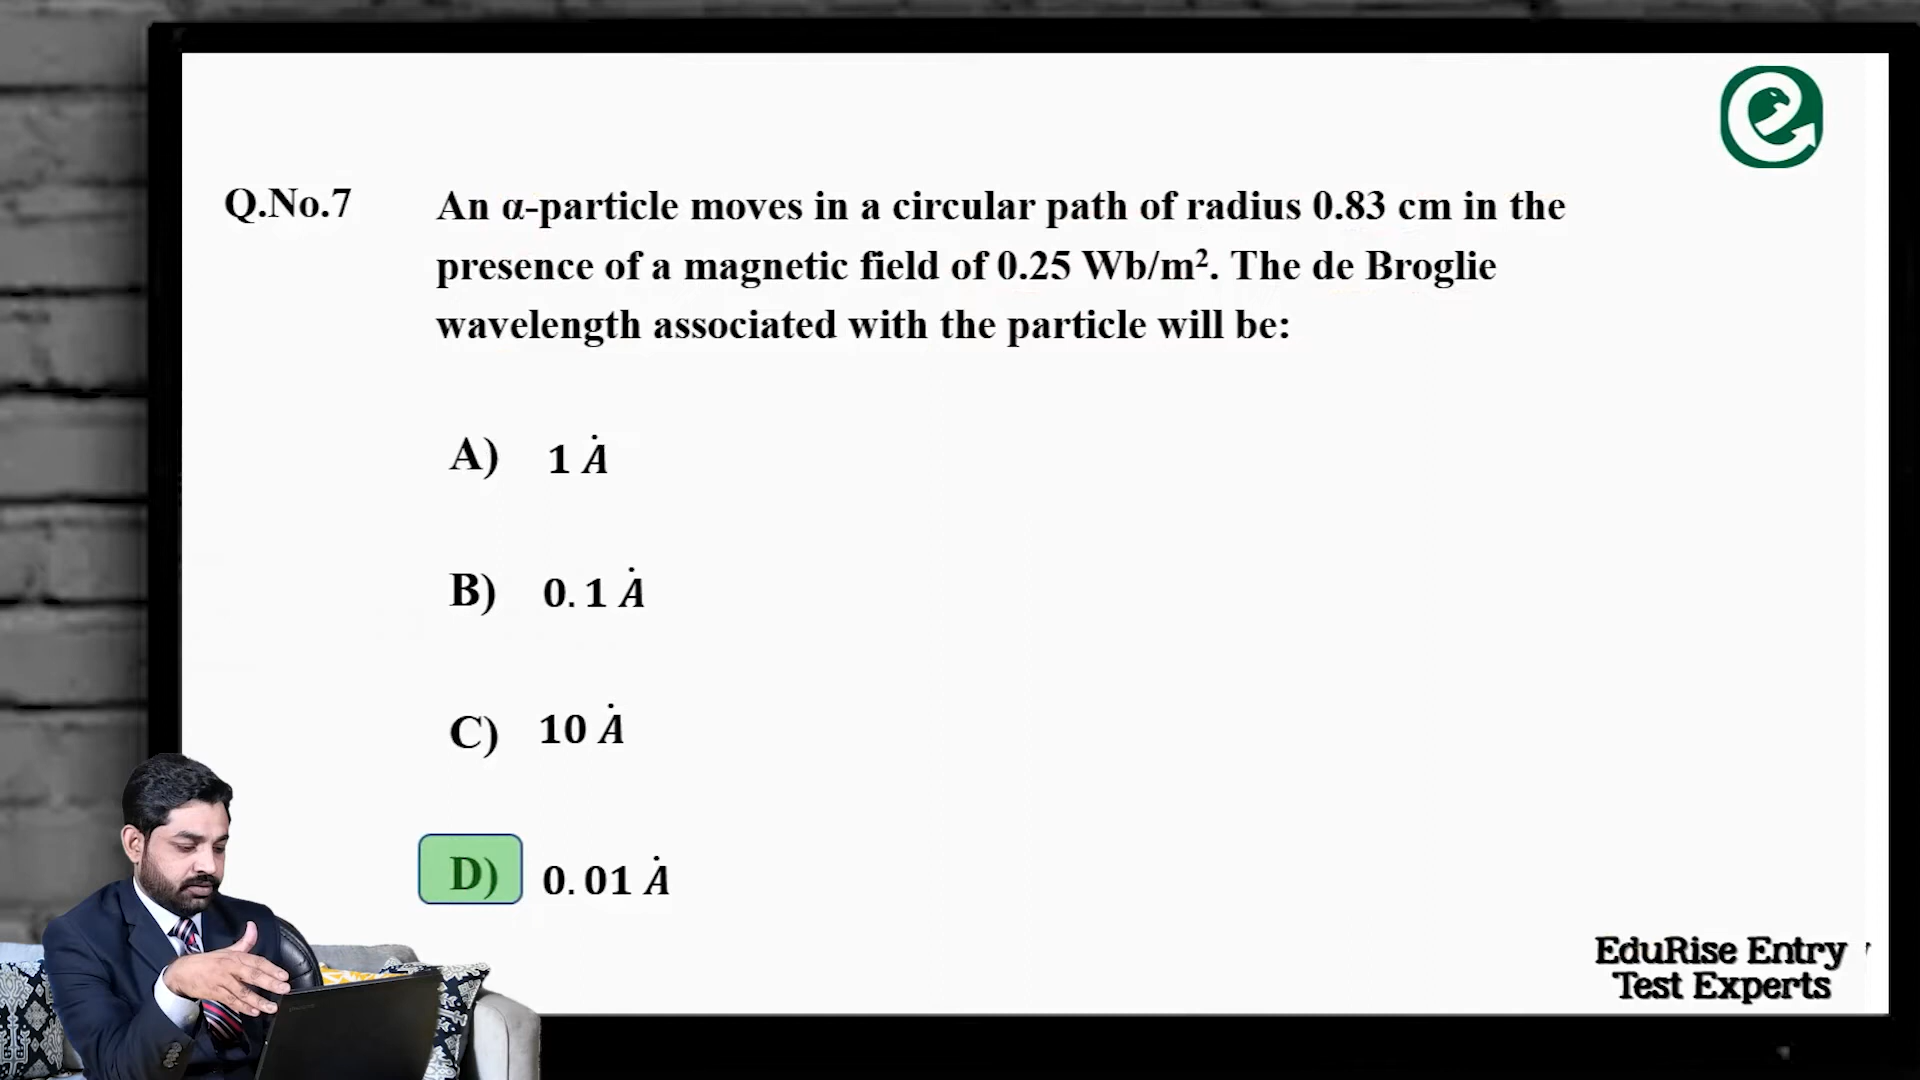 Q.No.7
An α-particle moves in a circular path of radius 0.83 cm in the
presence of a magnetic field of 0.25 Wb/m². The de Broglie
wavelength associated with the particle will be:
A) 1 Ȧ
B) 0.1 Ȧ
C) 10 Ȧ
D) 0.01 Ȧ
EduRise Entry
Test Experts